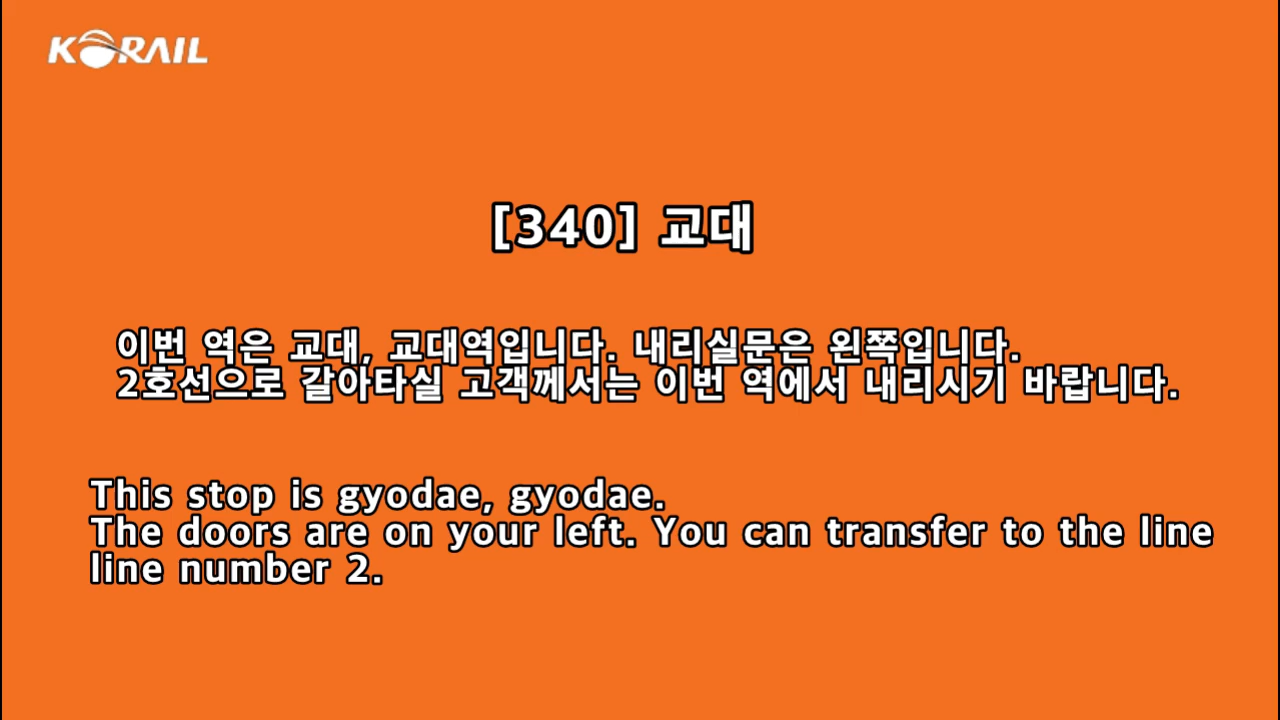 KORAIL
[340] 교대
이번 역은 교대, 교대역입니다. 내리실문은 왼쪽입니다.
2호선으로 갈아타실 고객께서는 이번 역에서 내리시기 바랍니다.
This stop is gyodae, gyodae.
The doors are on your left. You can transfer to the line
line number 2.